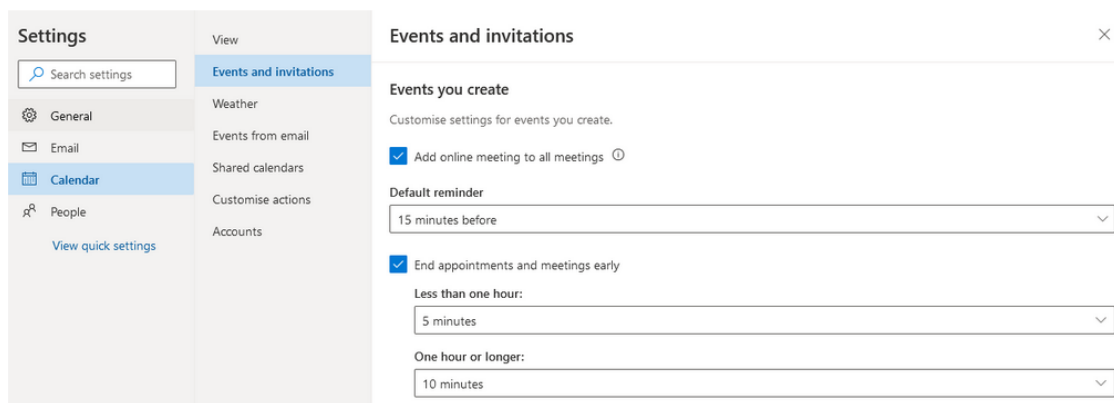 Settings
Search settings
General
Email
Calendar
People
View quick settings
View
Events and invitations
Weather
Events from email
Shared calendars
Customise actions
Accounts
Events and invitations
Events you create
Customise settings for events you create.
Add online meeting to all meetings
Default reminder
15 minutes before
End appointments and meetings early
Less than one hour:
5 minutes
One hour or longer:
10 minutes